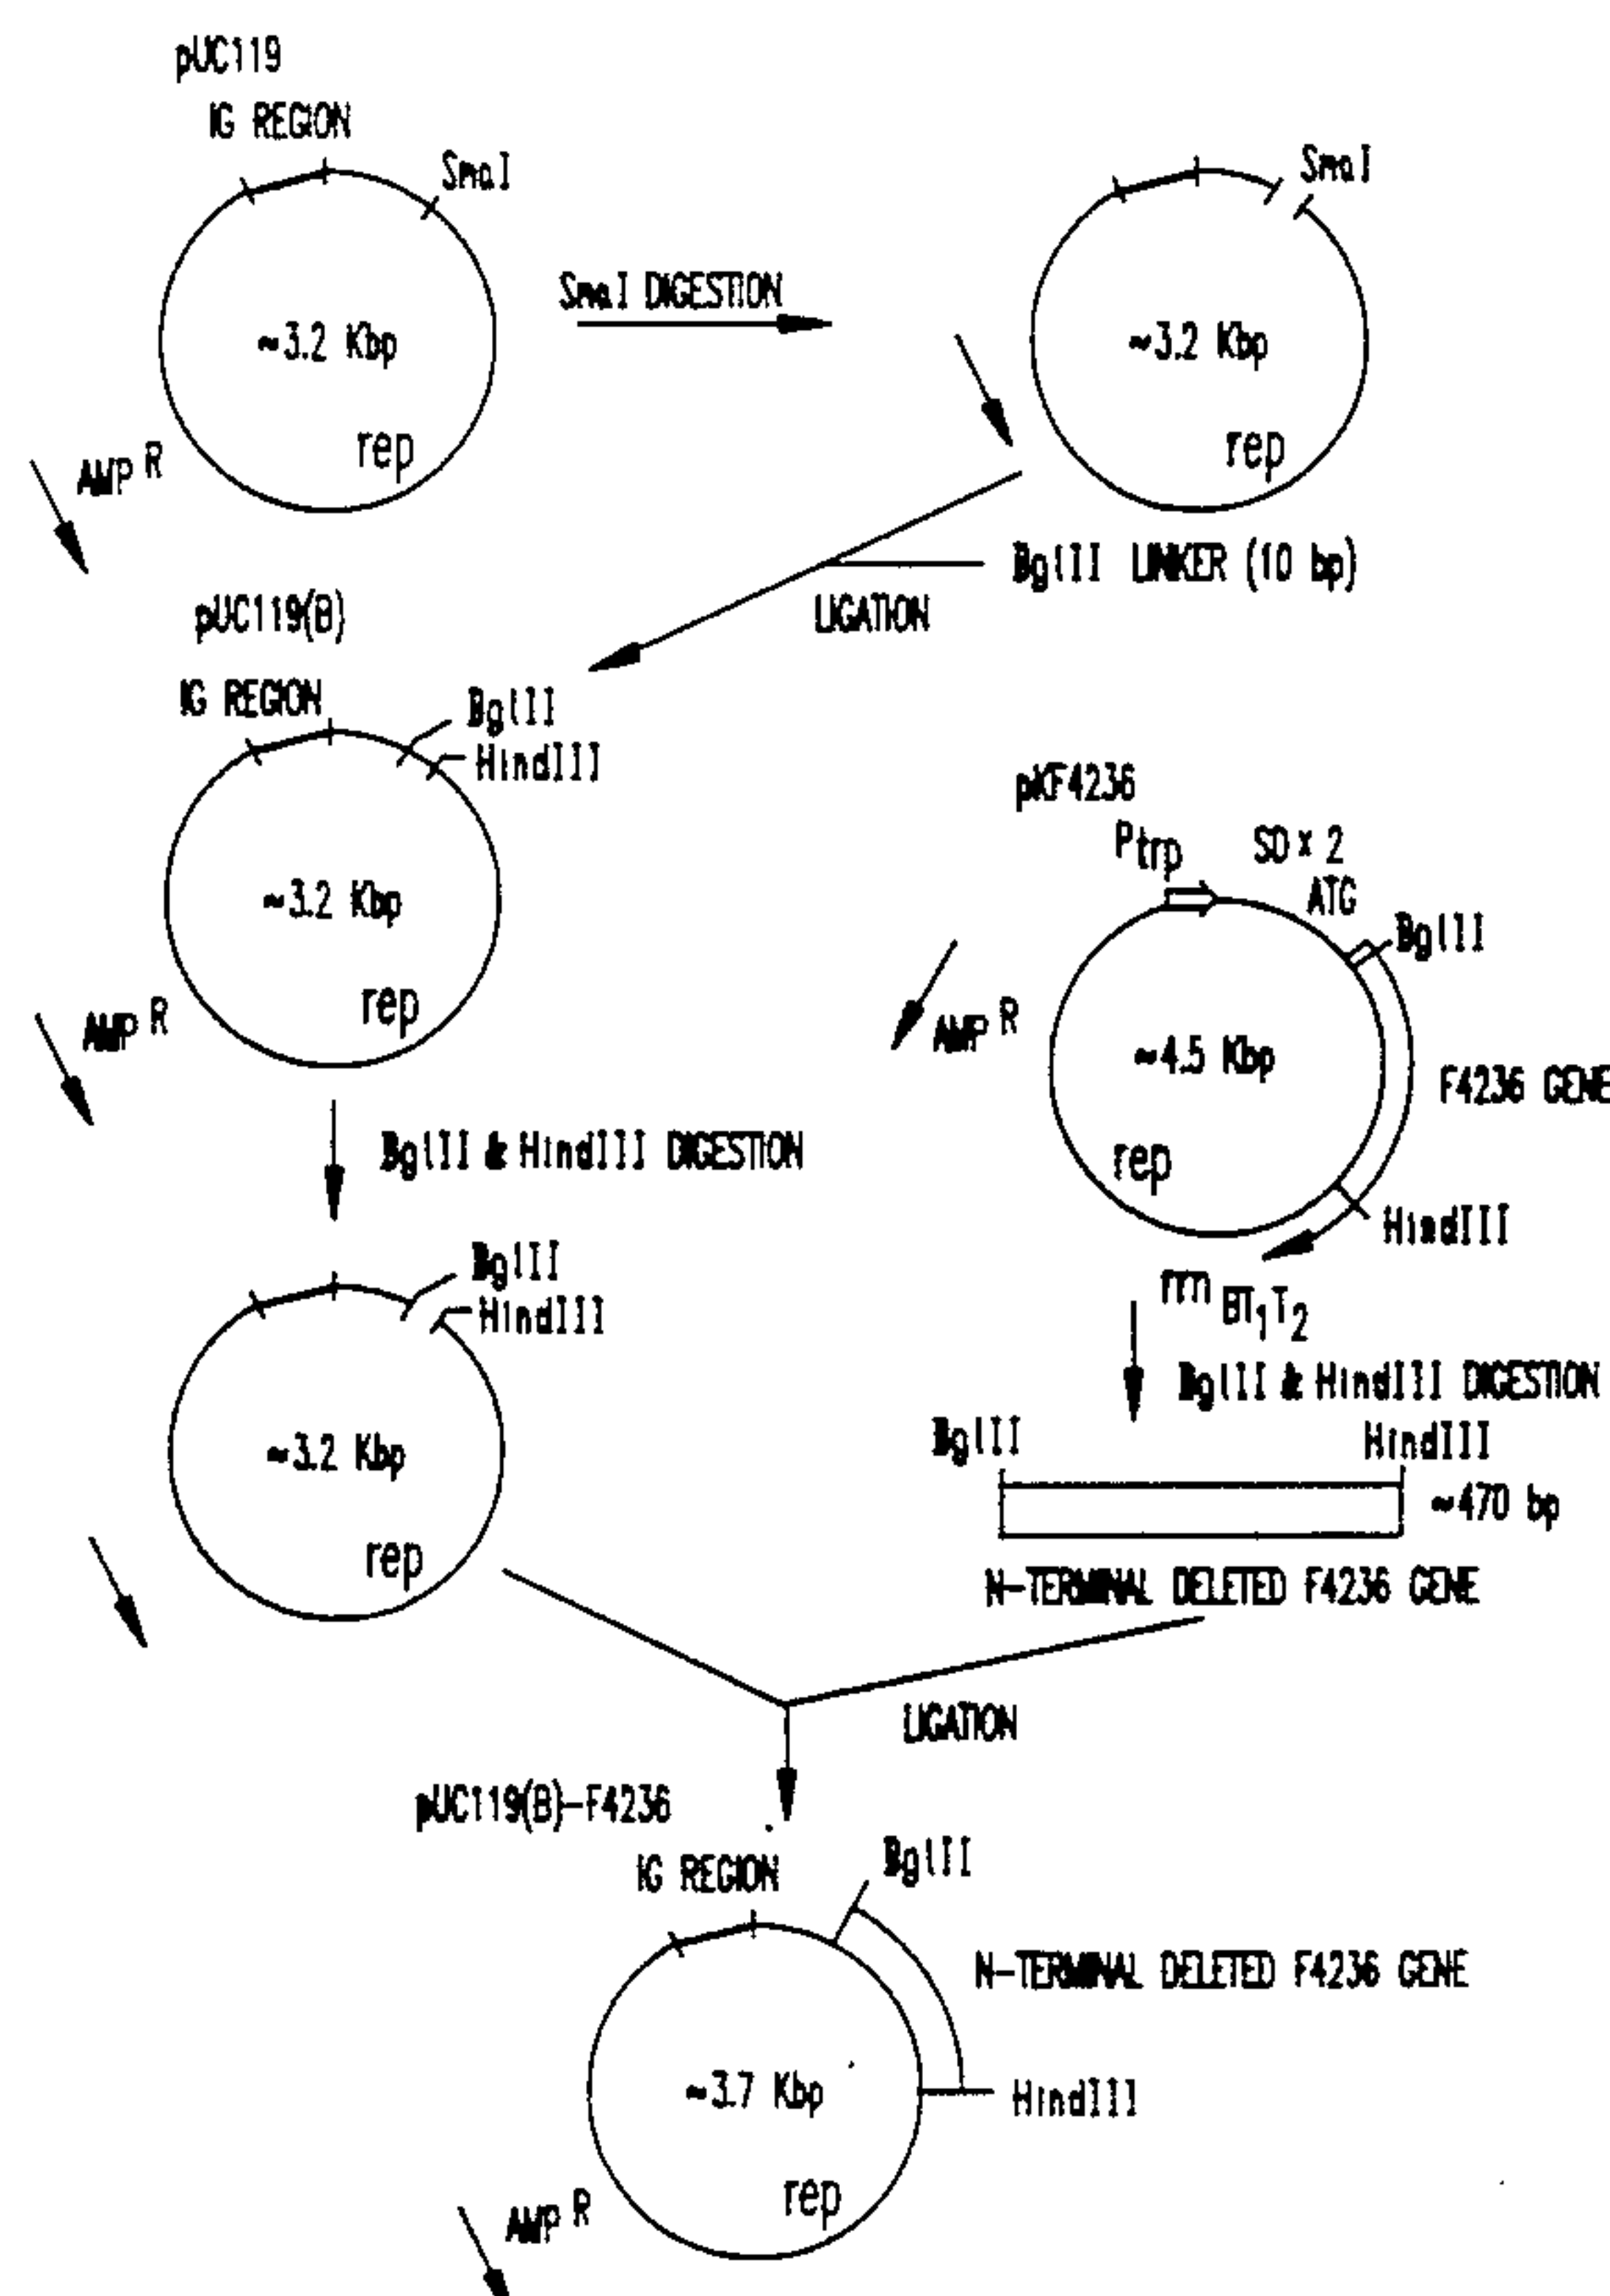 pUC119
IG REGION
SmaI
SmaI
SmaI DIGESTION
≈3.2 Kbp
≈3.2 Kbp
rep
rep
AMP R
BglII LINKER (10 bp)
LIGATION
pUC119(B)
IG REGION
BglII
HindIII
≈3.2 Kbp
rep
AMP R
pKF4236
Ptrp
SD x 2
ATG
BglII
AMP R
≈4.5 Kbp
F4236 GENE
rep
HindIII
rrn BT1T2
BglII & HindIII DIGESTION
BglII & HindIII DIGESTION
BglII
HindIII
≈3.2 Kbp
rep
BglII
HindIII
≈470 bp
N-TERMINAL DELETED F4236 GENE
LIGATION
pUC119(B)-F4236
IG REGION
BglII
N-TERMINAL DELETED F4236 GENE
≈3.7 Kbp
HindIII
rep
AMP R